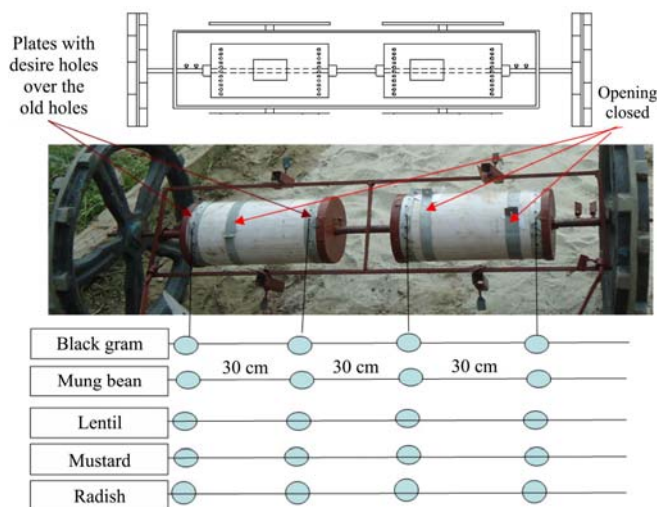 Plates with
desire holes
over the
old holes
Opening
closed
Black gram
30 cm 30 cm 30 cm
Mung bean
Lentil
Mustard
Radish